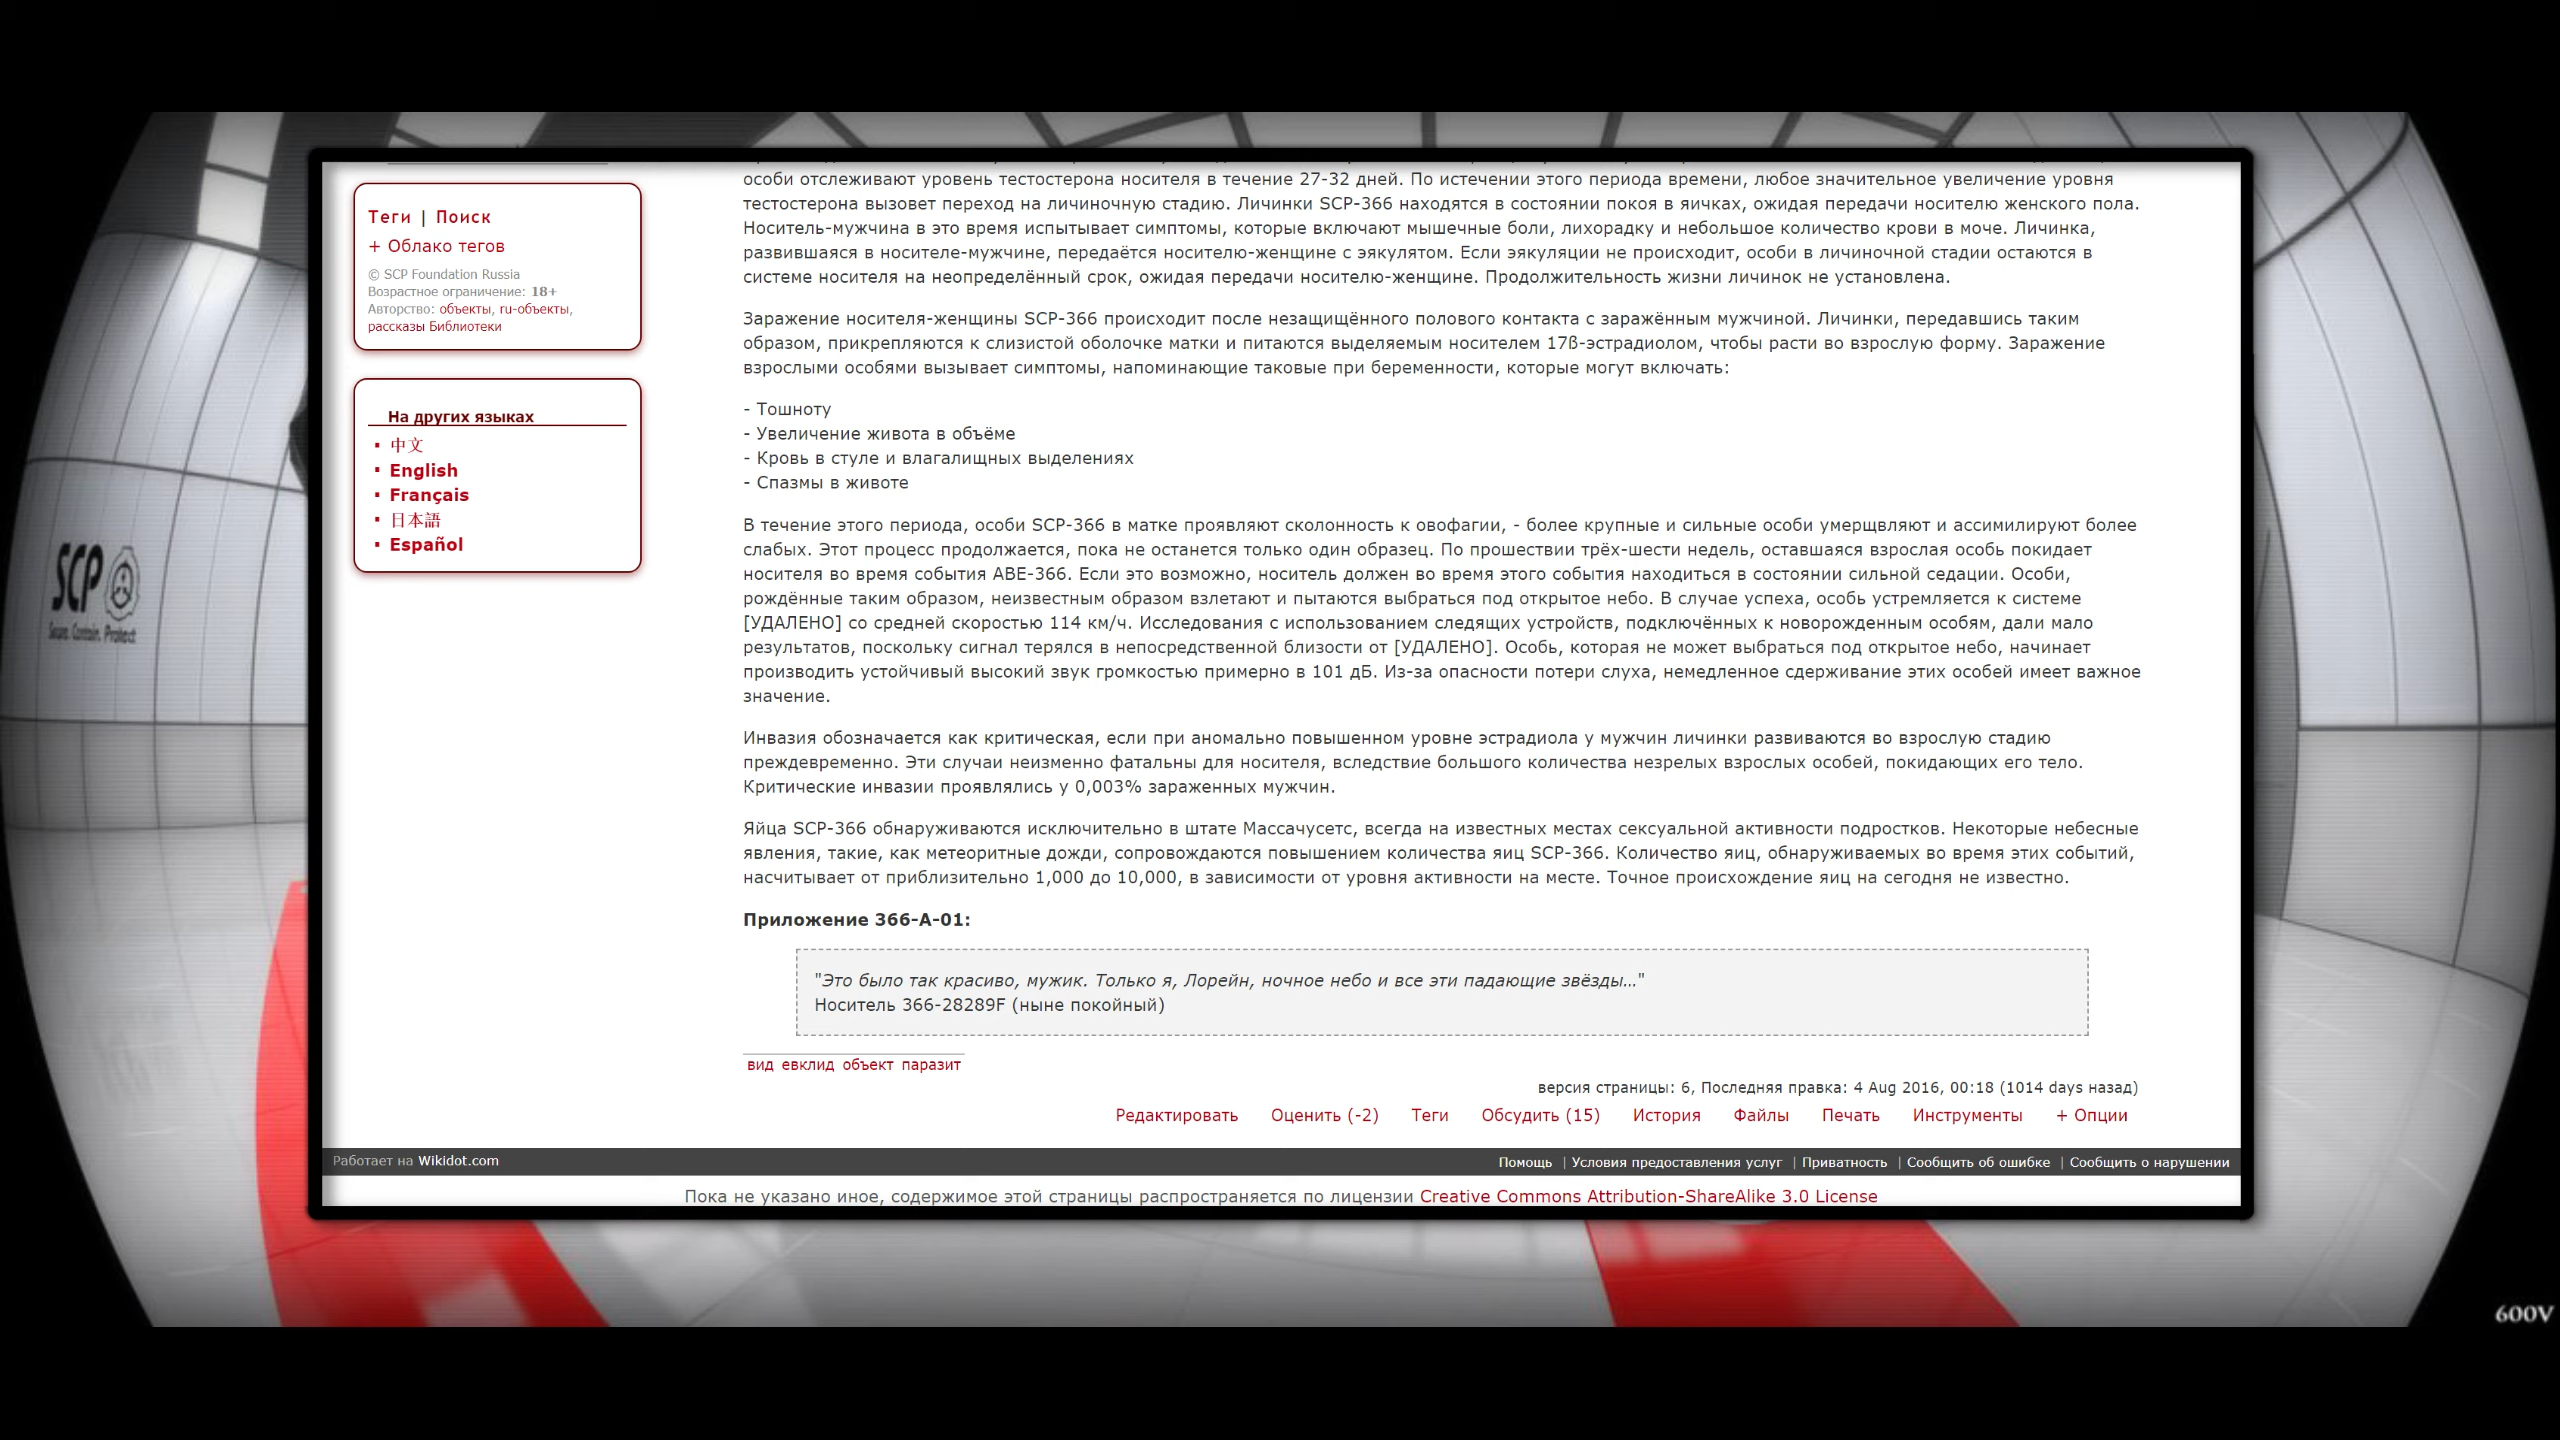 Теги | Поиск
+ Облако тегов
© SCP Foundation Russia
Возрастное ограничение: 18+
Авторство: объекты, ru-объекты,
рассказы Библиотеки
На других языках
中文
English
Français
日本語
Español
SCP
Secure. Contain. Protect
особи отслеживают уровень тестостерона носителя в течение 27-32 дней. По истечении этого периода времени, любое значительное увеличение уровня
тестостерона вызовет переход на личиночную стадию. Личинки SCP-366 находятся в состоянии покоя в яичках, ожидая передачи носителю женского пола.
Носитель-мужчина в это время испытывает симптомы, которые включают мышечные боли, лихорадку и небольшое количество крови в моче. Личинка,
развившаяся в носителе-мужчине, передаётся носителю-женщине с эякулятом. Если эякуляции не происходит, особи в личиночной стадии остаются в
системе носителя на неопределённый срок, ожидая передачи носителю-женщине. Продолжительность жизни личинок не установлена.
Заражение носителя-женщины SCP-366 происходит после незащищённого полового контакта с заражённым мужчиной. Личинки, передавшись таким
образом, прикрепляются к слизистой оболочке матки и питаются выделяемым носителем 17ß-эстрадиолом, чтобы расти во взрослую форму. Заражение
взрослыми особями вызывает симптомы, напоминающие таковые при беременности, которые могут включать:
- Тошноту
- Увеличение живота в объёме
- Кровь в стуле и влагалищных выделениях
- Спазмы в животе
В течение этого периода, особи SCP-366 в матке проявляют сколонность к овофагии, - более крупные и сильные особи умерщвляют и ассимилируют более
слабых. Этот процесс продолжается, пока не останется только один образец. По прошествии трёх-шести недель, оставшаяся взрослая особь покидает
носителя во время события ABE-366. Если это возможно, носитель должен во время этого события находиться в состоянии сильной седации. Особи,
рождённые таким образом, неизвестным образом взлетают и пытаются выбраться под открытое небо. В случае успеха, особь устремляется к системе
[УДАЛЕНО] со средней скоростью 114 км/ч. Исследования с использованием следящих устройств, подключённых к новорожденным особям, дали мало
результатов, поскольку сигнал терялся в непосредственной близости от [УДАЛЕНО]. Особь, которая не может выбраться под открытое небо, начинает
производить устойчивый высокий звук громкостью примерно в 101 дБ. Из-за опасности потери слуха, немедленное сдерживание этих особей имеет важное
значение.
Инвазия обозначается как критическая, если при аномально повышенном уровне эстрадиола у мужчин личинки развиваются во взрослую стадию
преждевременно. Эти случаи неизменно фатальны для носителя, вследствие большого количества незрелых взрослых особей, покидающих его тело.
Критические инвазии проявлялись у 0,003% зараженных мужчин.
Яйца SCP-366 обнаруживаются исключительно в штате Массачусетс, всегда на известных местах сексуальной активности подростков. Некоторые небесные
явления, такие, как метеоритные дожди, сопровождаются повышением количества яиц SCP-366. Количество яиц, обнаруживаемых во время этих событий,
насчитывает от приблизительно 1,000 до 10,000, в зависимости от уровня активности на месте. Точное происхождение яиц на сегодня не известно.
Приложение 366-А-01:
"Это было так красиво, мужик. Только я, Лорейн, ночное небо и все эти падающие звёзды…"
Носитель 366-28289F (ныне покойный)
вид евклид объект паразит
версия страницы: 6, Последняя правка: 4 Aug 2016, 00:18 (1014 days назад)
Редактировать Оценить (-2) Теги Обсудить (15) История Файлы Печать Инструменты + Опции
Работает на Wikidot.com
Помощь | Условия предоставления услуг | Приватность | Сообщить об ошибке | Сообщить о нарушении
Пока не указано иное, содержимое этой страницы распространяется по лицензии Creative Commons Attribution-ShareAlike 3.0 License
600V